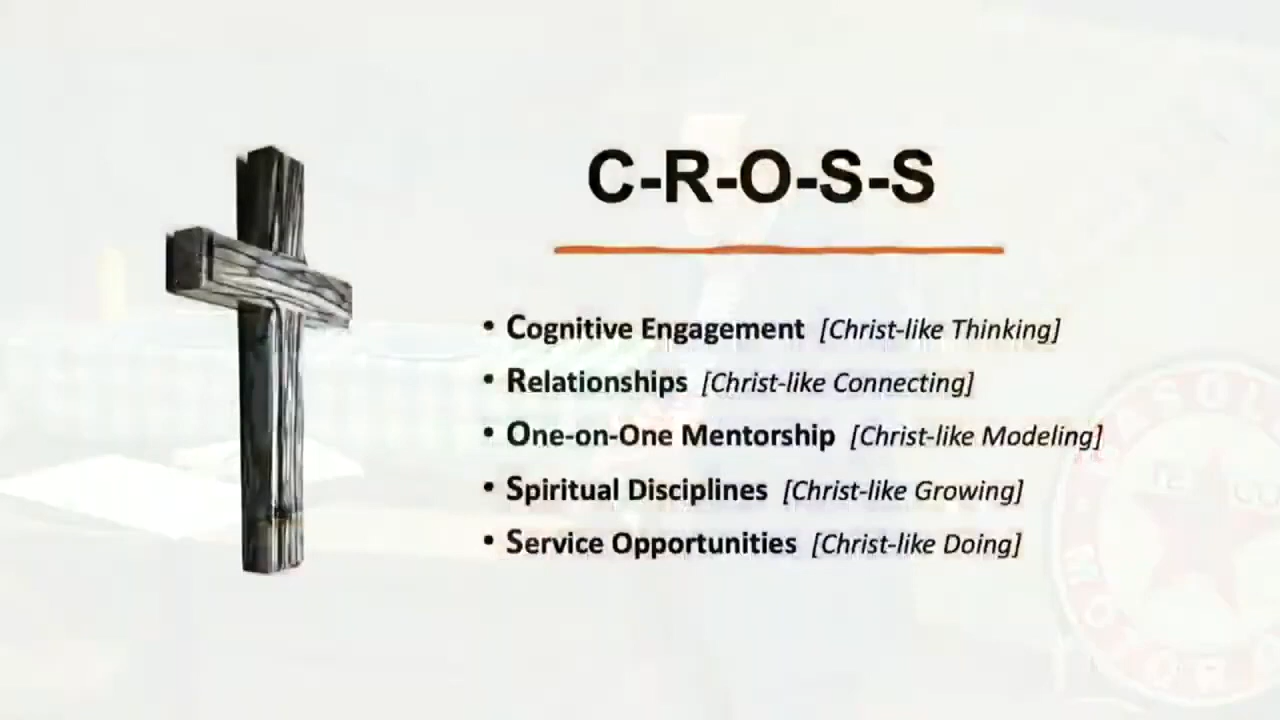 C-R-O-S-S
• Cognitive Engagement [Christ-like Thinking]
• Relationships [Christ-like Connecting]
• One-on-One Mentorship [Christ-like Modeling]
• Spiritual Disciplines [Christ-like Growing]
• Service Opportunities [Christ-like Doing]